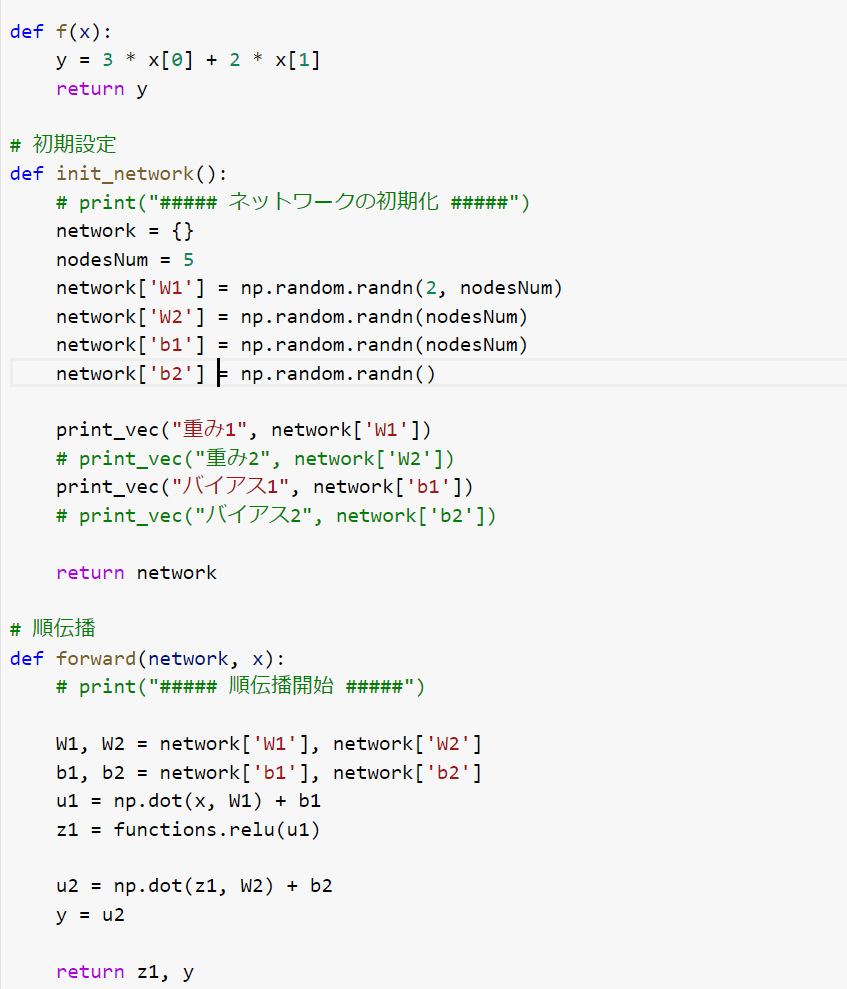 def f(x):
    y = 3 * x[0] + 2 * x[1]
    return y
# 初期設定
def init_network():
    # print("##### ネットワークの初期化 #####")
    network = {}
    nodesNum = 5
    network['W1'] = np.random.randn(2, nodesNum)
    network['W2'] = np.random.randn(nodesNum)
    network['b1'] = np.random.randn(nodesNum)
    network['b2'] = np.random.randn()
    print_vec("重み1", network['W1'])
    # print_vec("重み2", network['W2'])
    print_vec("バイアス1", network['b1'])
    # print_vec("バイアス2", network['b2'])
    return network
# 順伝播
def forward(network, x):
    # print("##### 順伝播開始 #####")
    W1, W2 = network['W1'], network['W2']
    b1, b2 = network['b1'], network['b2']
    u1 = np.dot(x, W1) + b1
    z1 = functions.relu(u1)
    u2 = np.dot(z1, W2) + b2
    y = u2
    return z1, y